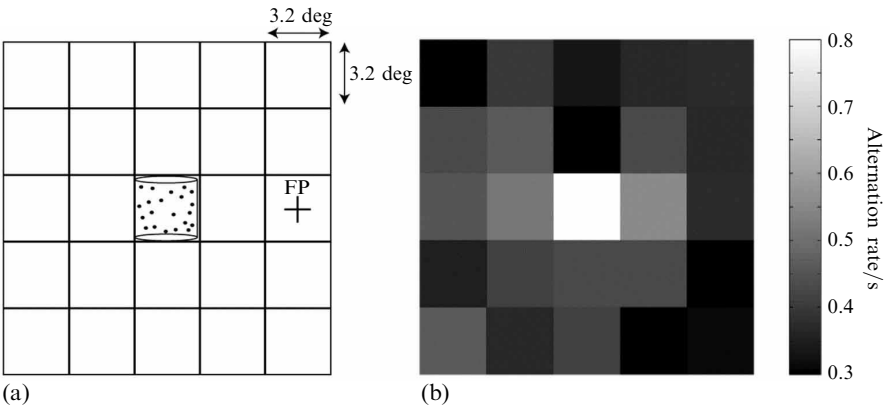 3.2 deg
3.2 deg
FP
(a)
(b)
0.8
0.7
0.6
0.5
0.4
0.3
Alternation rate/s